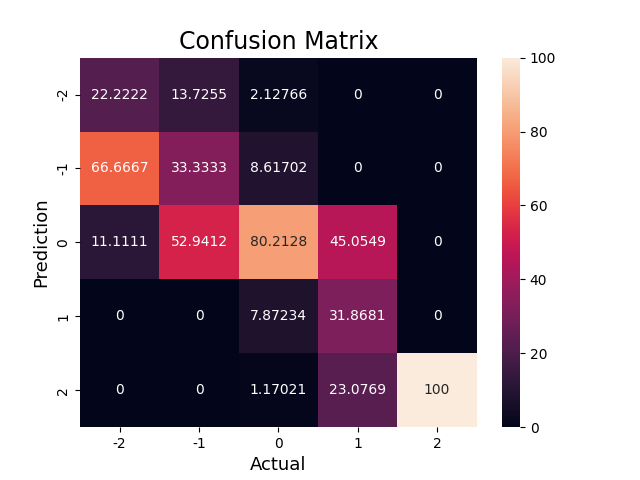 Confusion Matrix
-2 22.2222 13.7255 2.12766 0 0
-1 66.6667 33.3333 8.61702 0 0
0 11.1111 52.9412 80.2128 45.0549 0
1 0 0 7.87234 31.8681 0
2 0 0 1.17021 23.0769 100
-2 -1 0 1 2
Actual
Prediction
100
80
60
40
20
0